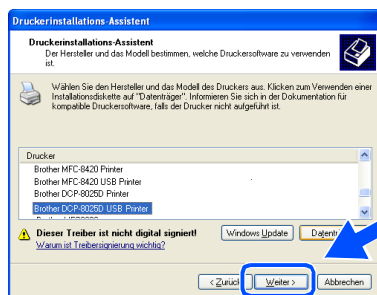 Druckerinstallations-Assistent
Druckerinstallations-Assistent
Der Hersteller und das Modell bestimmen, welche Druckersoftware zu verwenden
ist.
Wählen Sie den Hersteller und das Modell des Druckers aus. Klicken zum Verwenden einer
Installationsdiskette auf "Datenträger". Informieren Sie sich in der Dokumentation für
kompatible Druckersoftware, falls der Drucker nicht aufgeführt ist.
Drucker
Brother MFC-8420 Printer
Brother MFC-8420 USB Printer
Brother DCP-8025D Printer
Brother DCP-8025D USB Printer
Dieser Treiber ist nicht digital signiert!
Warum ist Treibersignierung wichtig?
Windows Update
Datentr
< Zurück
Weiter >
Abbrechen